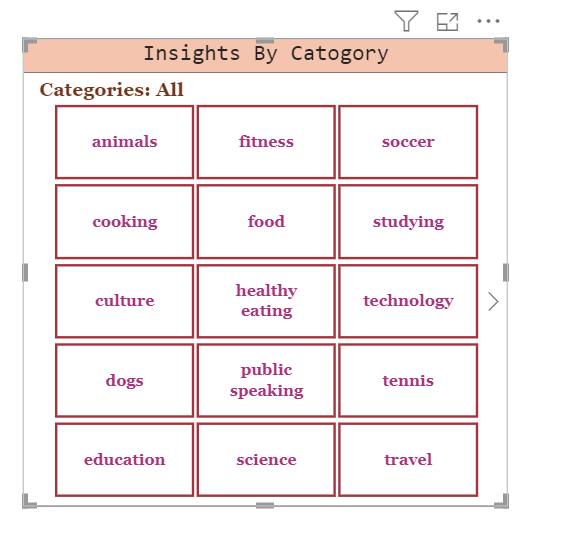 Insights By Catogory
Categories: All
animals
fitness
soccer
cooking
food
studying
culture
healthy
eating
technology
dogs
public
speaking
tennis
education
science
travel